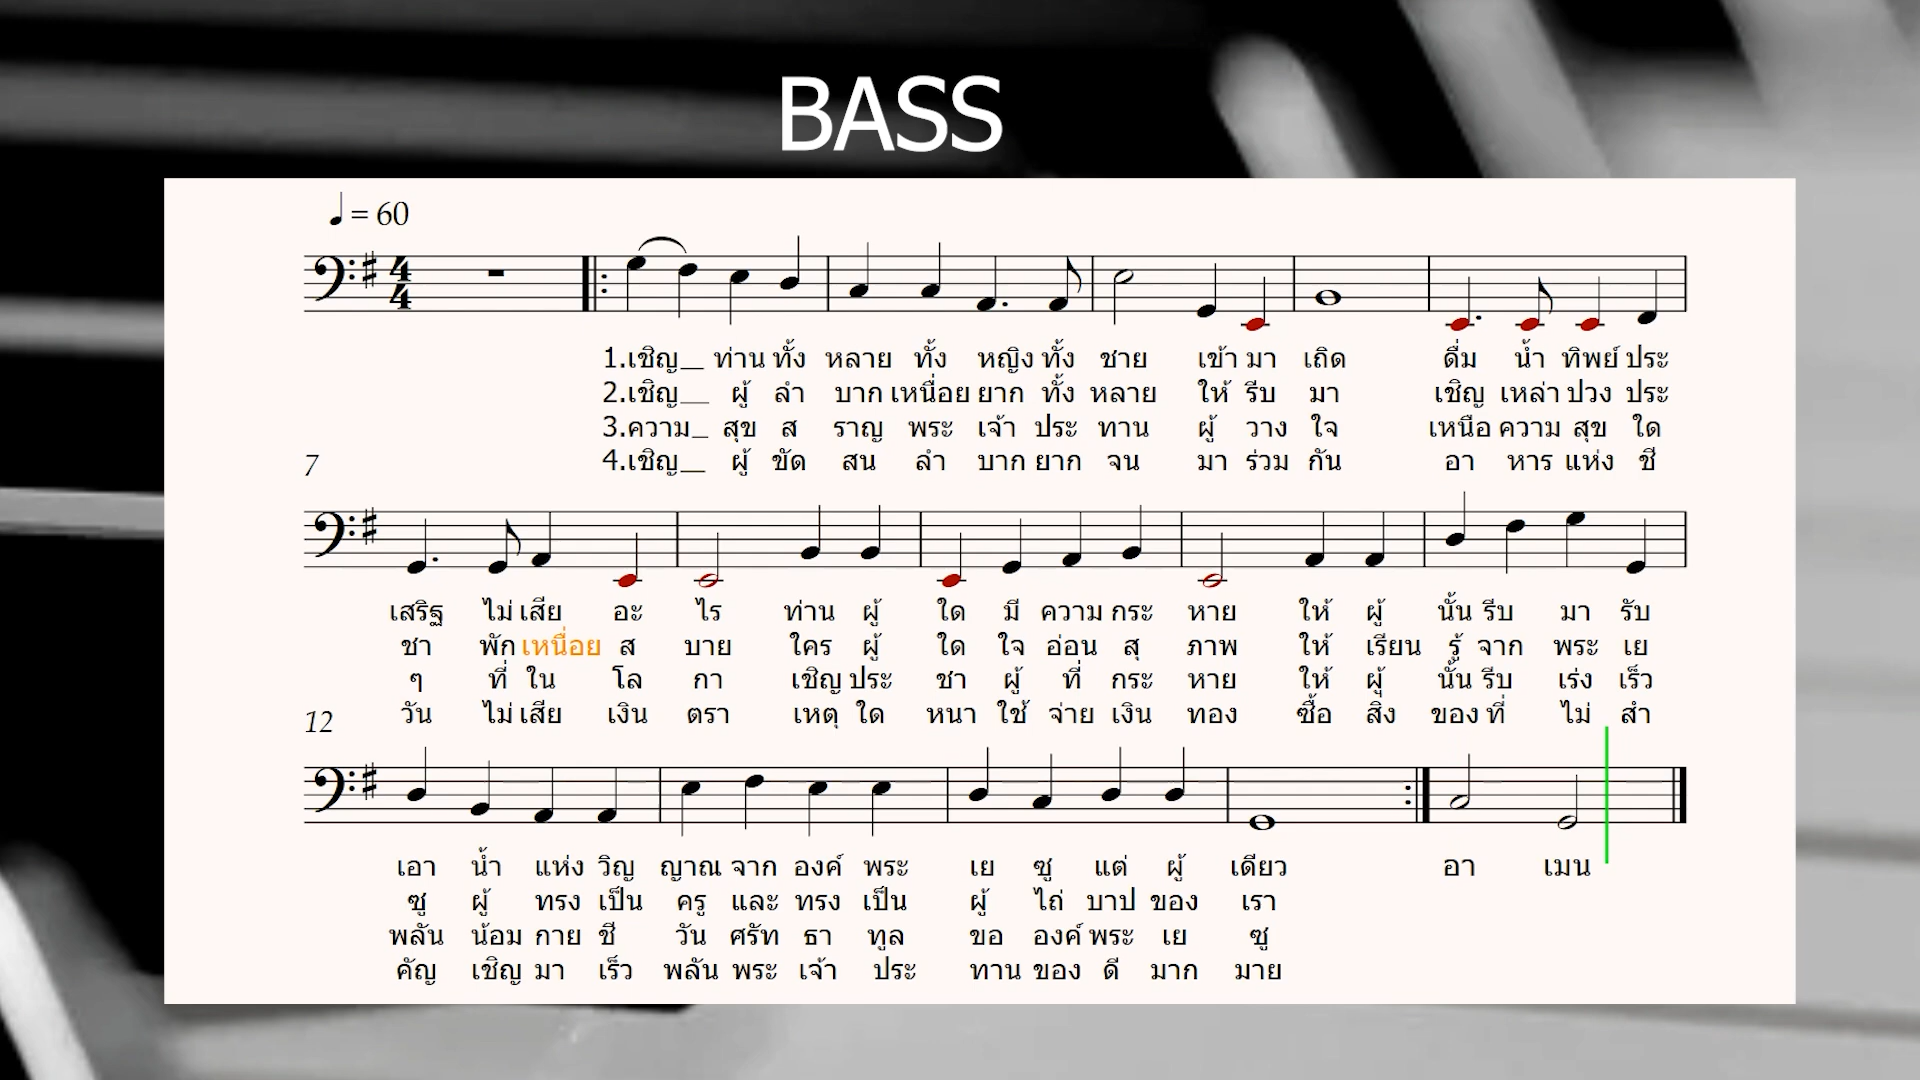 BASS
♩ = 60
1.เชิญ__ ท่าน ทั้ง หลาย ทั้ง หญิง ทั้ง ชาย เข้า มา เถิด ดื่ม น้ำ ทิพย์ ประ
2.เชิญ__ ผู้ ลำ บาก เหนื่อย ยาก ทั้ง หลาย ให้ รีบ มา เชิญ เหล่า ปวง ประ
3.ความ_ สุข ส ราญ พระ เจ้า ประ ทาน ผู้ วาง ใจ เหนือ ความ สุข ใด
4.เชิญ__ ผู้ ขัด สน ลำ บาก ยาก จน มา ร่วม กัน อา หาร แห่ง ชี
7
เสริฐ ไม่ เสีย อะ ไร ท่าน ผู้ ใด มี ความ กระ หาย ให้ ผู้ นั้น รีบ มา รับ
ชา พัก เหนื่อย ส บาย ใคร ผู้ ใด ใจ อ่อน สุ ภาพ ให้ เรียน รู้ จาก พระ เย
ๆ ที่ ใน โล กา เชิญ ประ ชา ผู้ ที่ กระ หาย ให้ ผู้ นั้น รีบ เร่ง เร็ว
วัน ไม่ เสีย เงิน ตรา เหตุ ใด หนา ใช้ จ่าย เงิน ทอง ซื้อ สิ่ง ของ ที่ ไม่ สำ
12
เอา น้ำ แห่ง วิญ ญาณ จาก องค์ พระ เย ซู แต่ ผู้ เดียว อา เมน
ซู ผู้ ทรง เป็น ครู และ ทรง เป็น ผู้ ไถ่ บาป ของ เรา
พลัน น้อม กาย ชี วัน ศรัท ธา ทูล ขอ องค์ พระ เย ซู
คัญ เชิญ มา เร็ว พลัน พระ เจ้า ประ ทาน ของ ดี มาก มาย